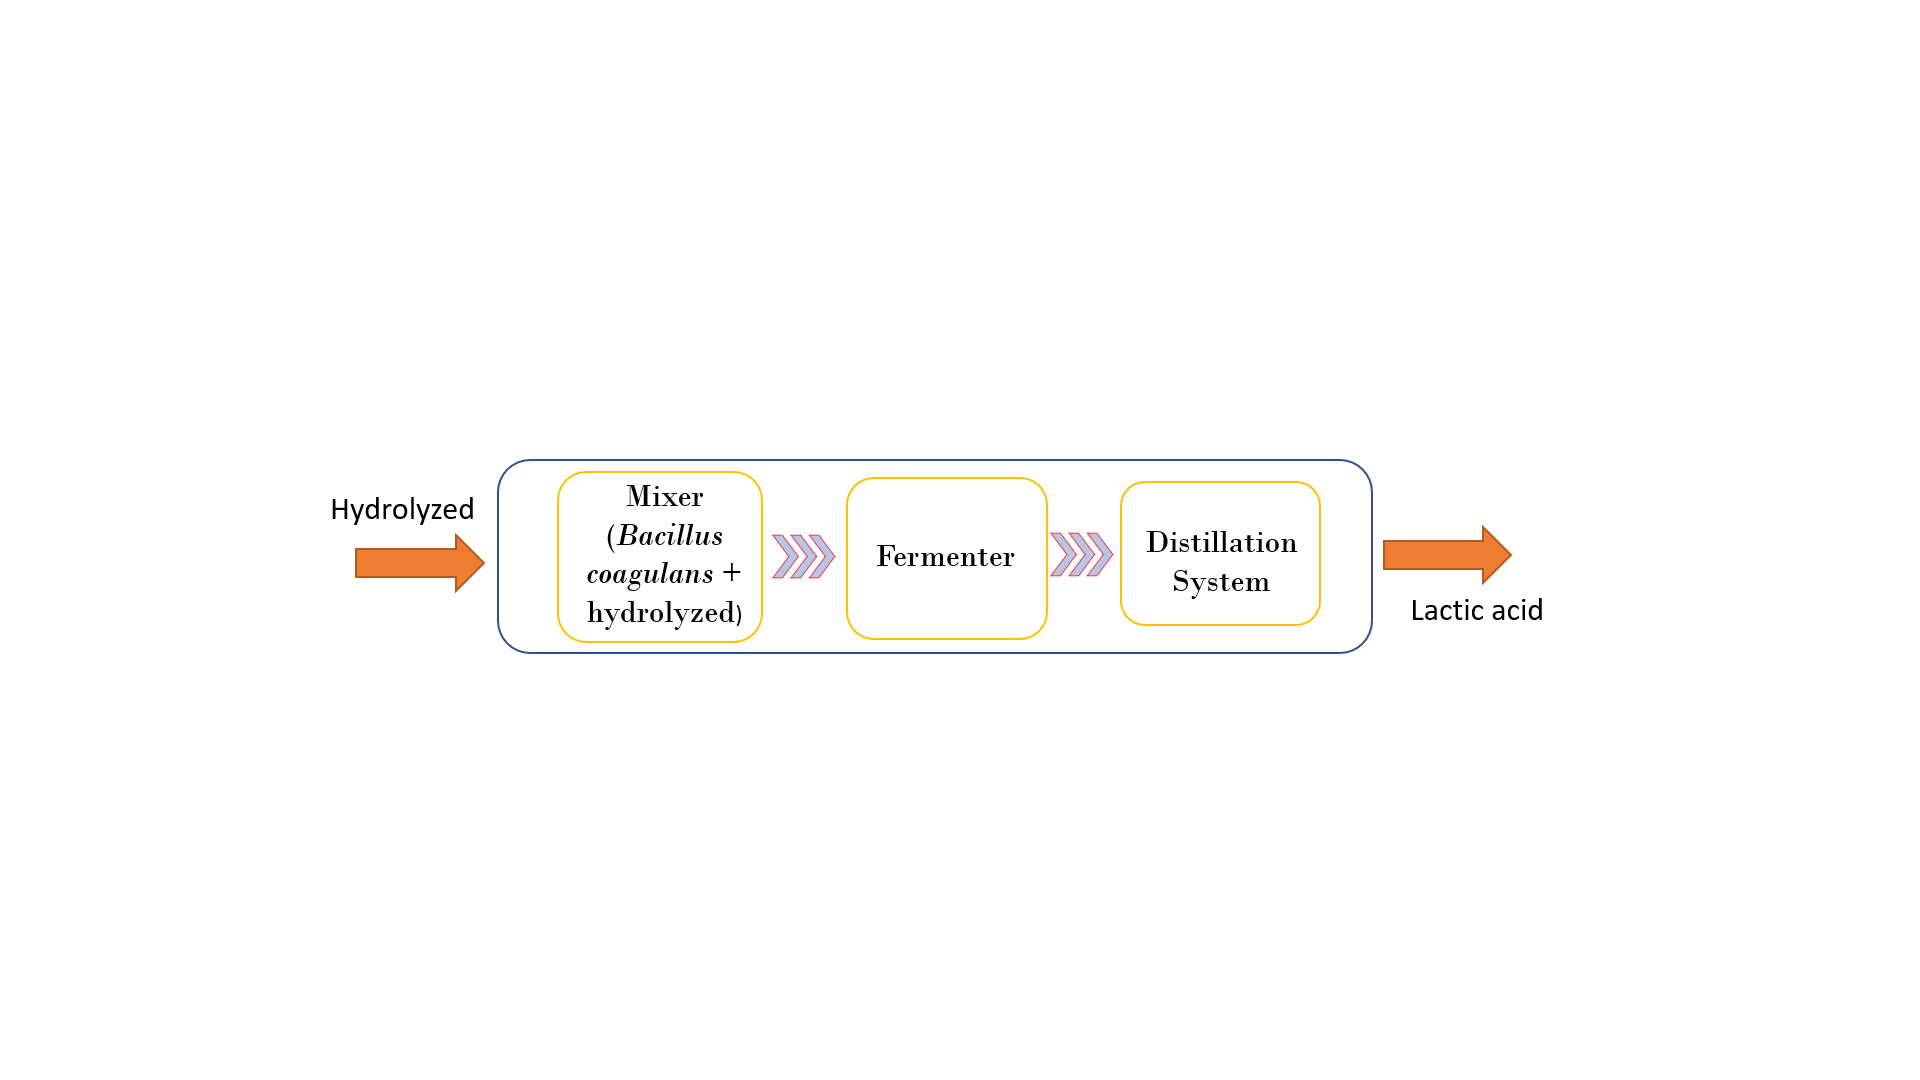 Hydrolyzed
Mixer
(Bacillus
coagulans +
hydrolyzed)
Fermenter
Distillation
System
Lactic acid